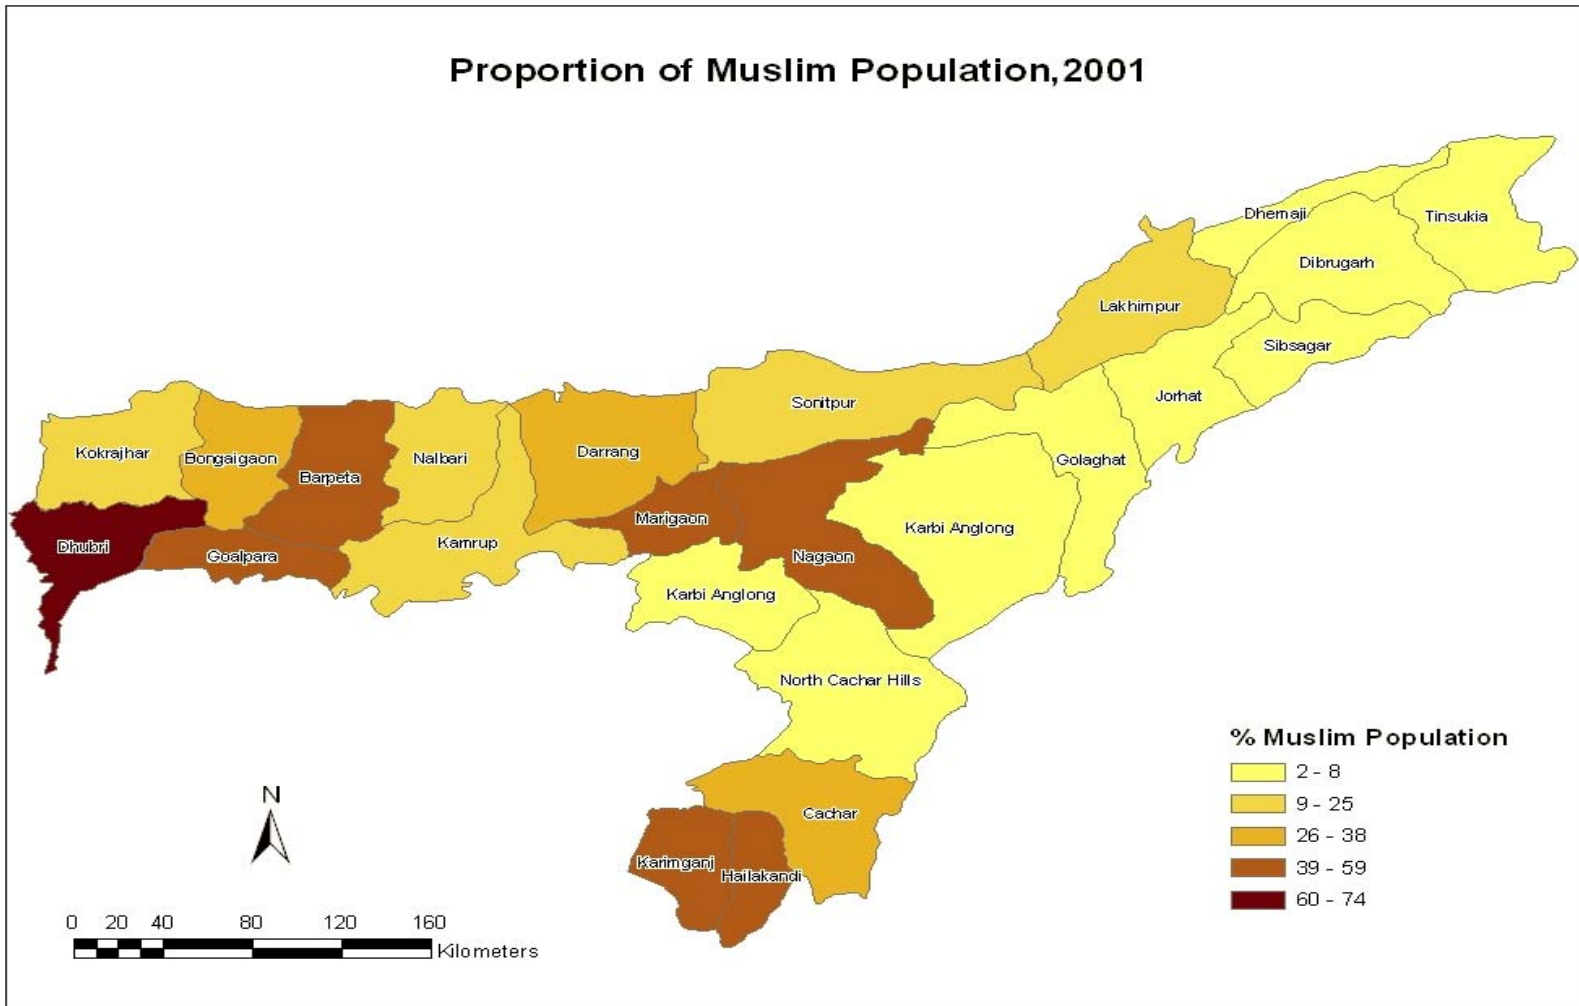 Proportion of Muslim Population,2001
Dhemaji
Tinsukia
Dibrugarh
Lakhimpur
Sibsagar
Jorhat
Sonitpur
Kokrajhar
Bongaigaon
Barpeta
Nalbari
Darrang
Golaghat
Marigaon
Karbi Anglong
Dhubri
Goalpara
Kamrup
Nagaon
Karbi Anglong
North Cachar Hills
Cachar
Karimganj
Hailakandi
% Muslim Population
2 - 8
9 - 25
26 - 38
39 - 59
60 - 74
N
0 20 40 80 120 160
Kilometers